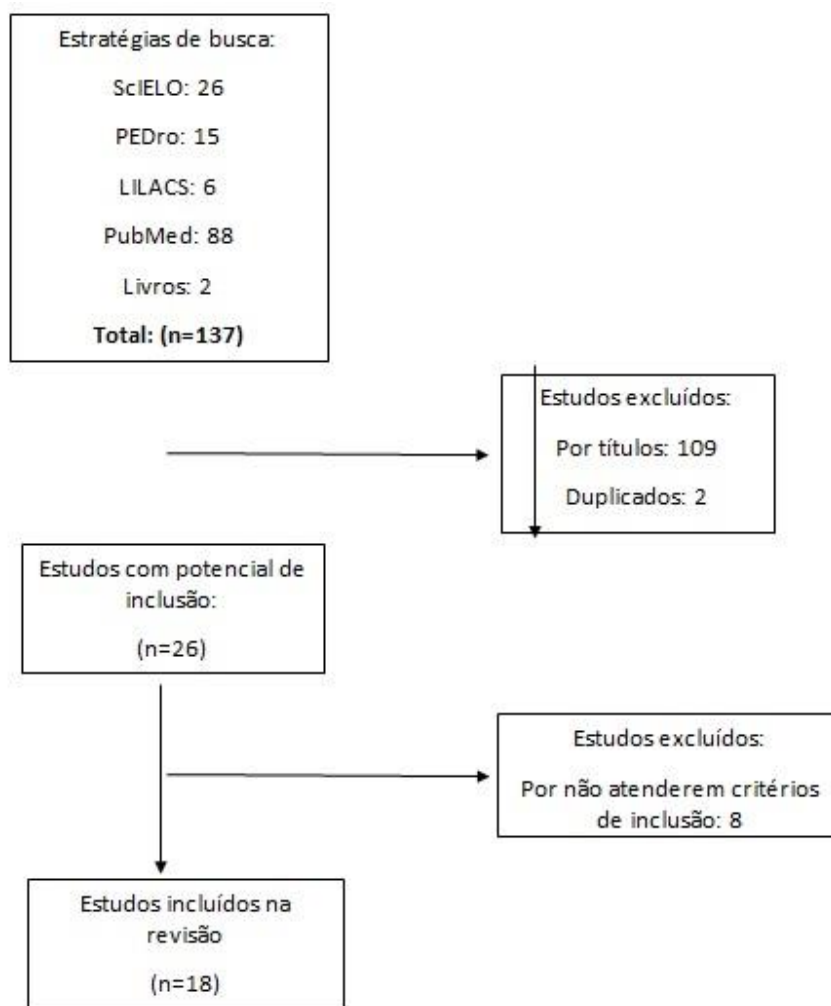 Estratégias de busca:
ScIELO: 26
PEDro: 15
LILACS: 6
PubMed: 88
Livros: 2
Total: (n=137)
Estudos excluídos:
Por títulos: 109
Duplicados: 2
Estudos com potencial de
inclusão:
(n=26)
Estudos excluídos:
Por não atenderem critérios
de inclusão: 8
Estudos incluídos na
revisão
(n=18)